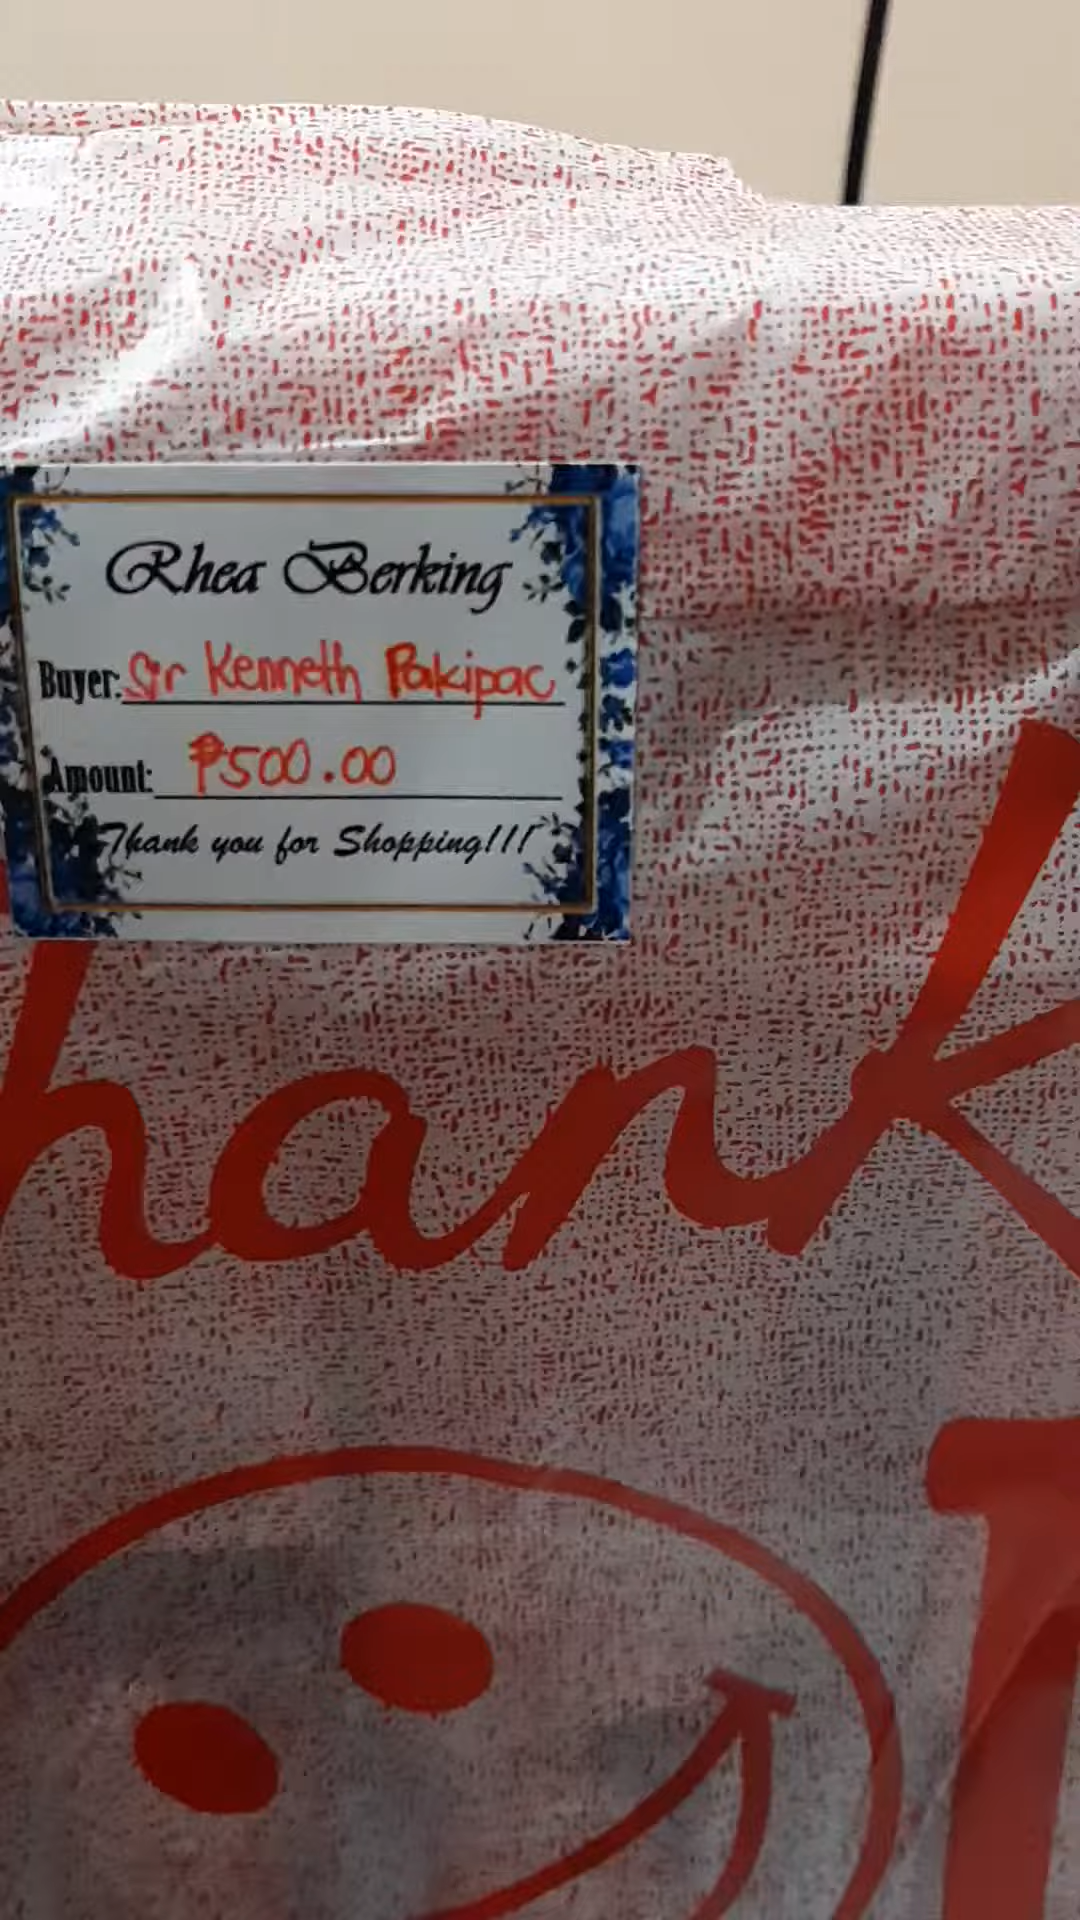 Rhea Berking
Buyer: Sir Kenneth Pakipac
Amount: ₱500.00
Thank you for Shopping!!!
hank